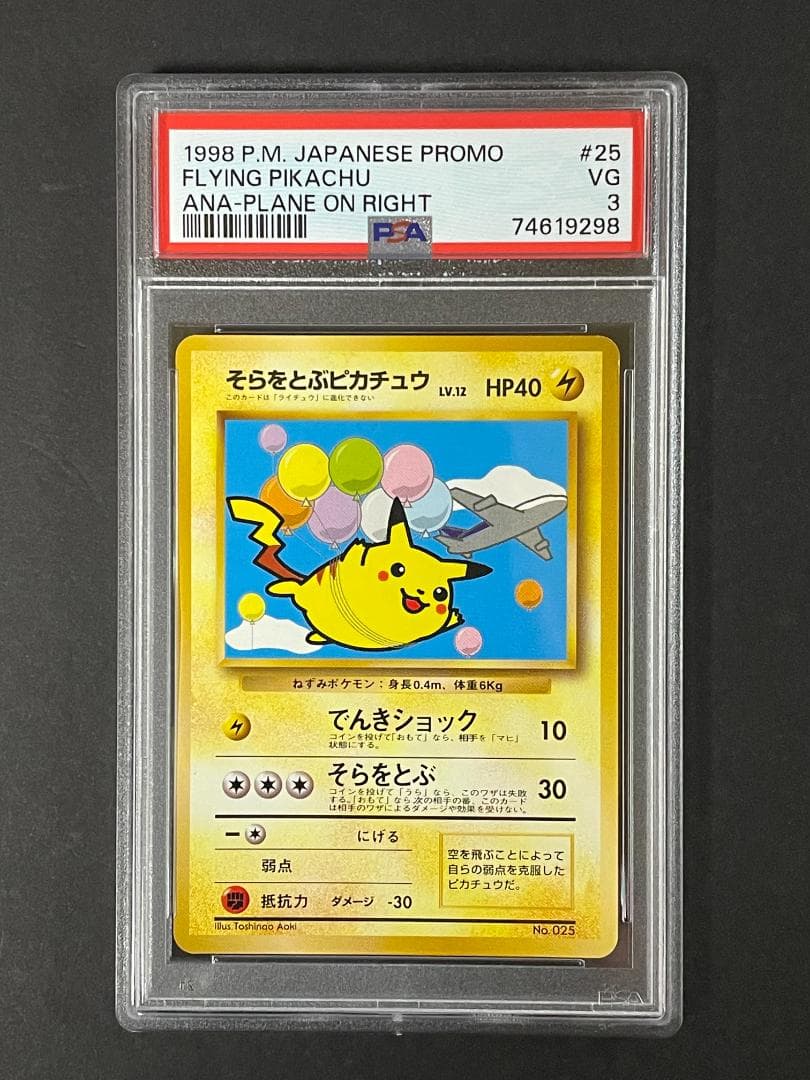 1998 P.M. JAPANESE PROMO #25
FLYING PIKACHU VG
ANA-PLANE ON RIGHT 3
PSA 74619298
そらをとぶピカチュウ LV.12 HP40
このカードは「ライチュウ」に進化できない
ねずみポケモン：身長0.4m、体重6Kg
でんきショック 10
コインを投げて「おもて」なら、相手を「マヒ」
状態にする。
そらをとぶ 30
コインを投げて「うら」なら、このワザは失敗
する。「おもて」なら、次の相手の番、このカード
は相手のワザによるダメージや効果を受けない。
にげる
弱点
抵抗力 ダメージ -30
空を飛ぶことによって
自らの弱点を克服した
ピカチュウだ。
Illus.Toshinao Aoki No.025
PSA